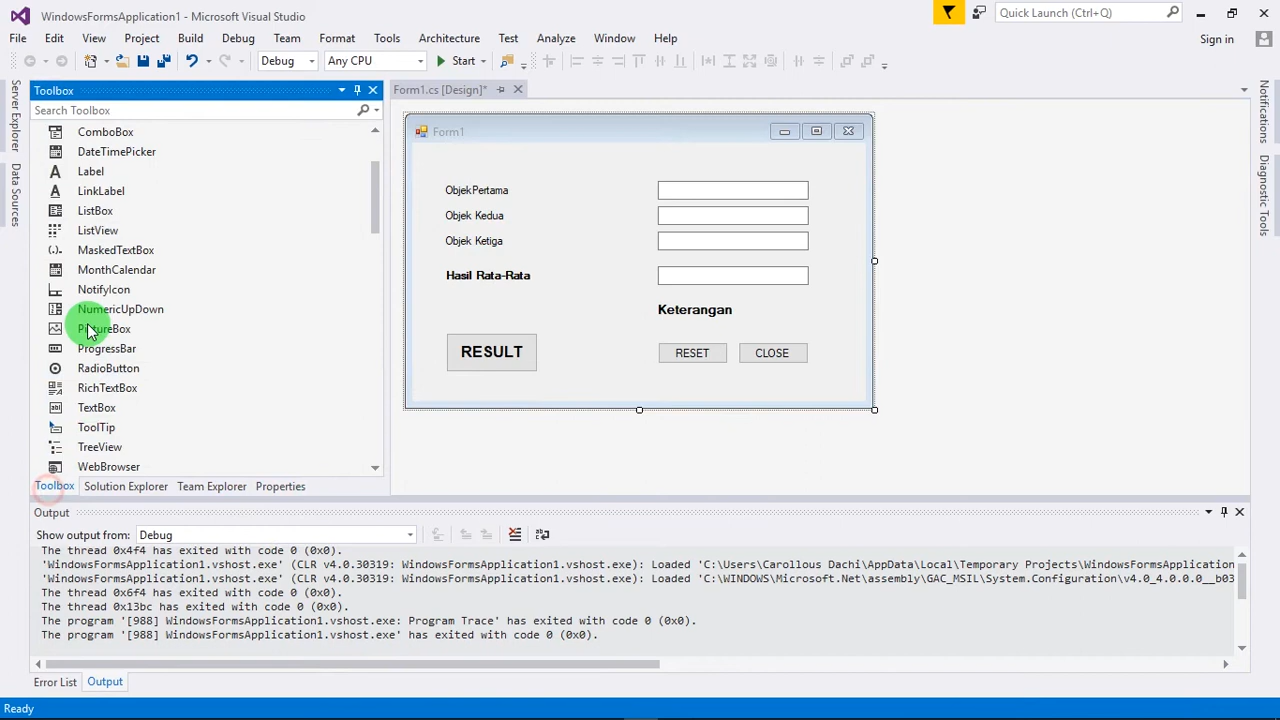 WindowsFormsApplication1 - Microsoft Visual Studio
Quick Launch (Ctrl+Q)
File Edit View Project Build Debug Team Format Tools Architecture Test Analyze Window Help
Sign in
Debug Any CPU Start
Server Explorer
Data Sources
Toolbox
Form1.cs [Design]*
Search Toolbox
ComboBox
DateTimePicker
Label
LinkLabel
ListBox
ListView
MaskedTextBox
MonthCalendar
NotifyIcon
NumericUpDown
PictureBox
ProgressBar
RadioButton
RichTextBox
TextBox
ToolTip
TreeView
WebBrowser
Form1
ObjekPertama
Objek Kedua
Objek Ketiga
Hasil Rata-Rata
Keterangan
RESULT
RESET
CLOSE
Notifications
Diagnostic Tools
Toolbox Solution Explorer Team Explorer Properties
Output
Show output from: Debug
The thread 0x4f4 has exited with code 0 (0x0).
'WindowsFormsApplication1.vshost.exe' (CLR v4.0.30319: WindowsFormsApplication1.vshost.exe): Loaded 'C:\Users\Carollous Dachi\AppData\Local\Temporary Projects\WindowsFormsApplication
'WindowsFormsApplication1.vshost.exe' (CLR v4.0.30319: WindowsFormsApplication1.vshost.exe): Loaded 'C:\WINDOWS\Microsoft.Net\assembly\GAC_MSIL\System.Configuration\v4.0_4.0.0.0__b03
The thread 0x6f4 has exited with code 0 (0x0).
The thread 0x13bc has exited with code 0 (0x0).
The program '[988] WindowsFormsApplication1.vshost.exe: Program Trace' has exited with code 0 (0x0).
The program '[988] WindowsFormsApplication1.vshost.exe' has exited with code 0 (0x0).
Error List Output
Ready